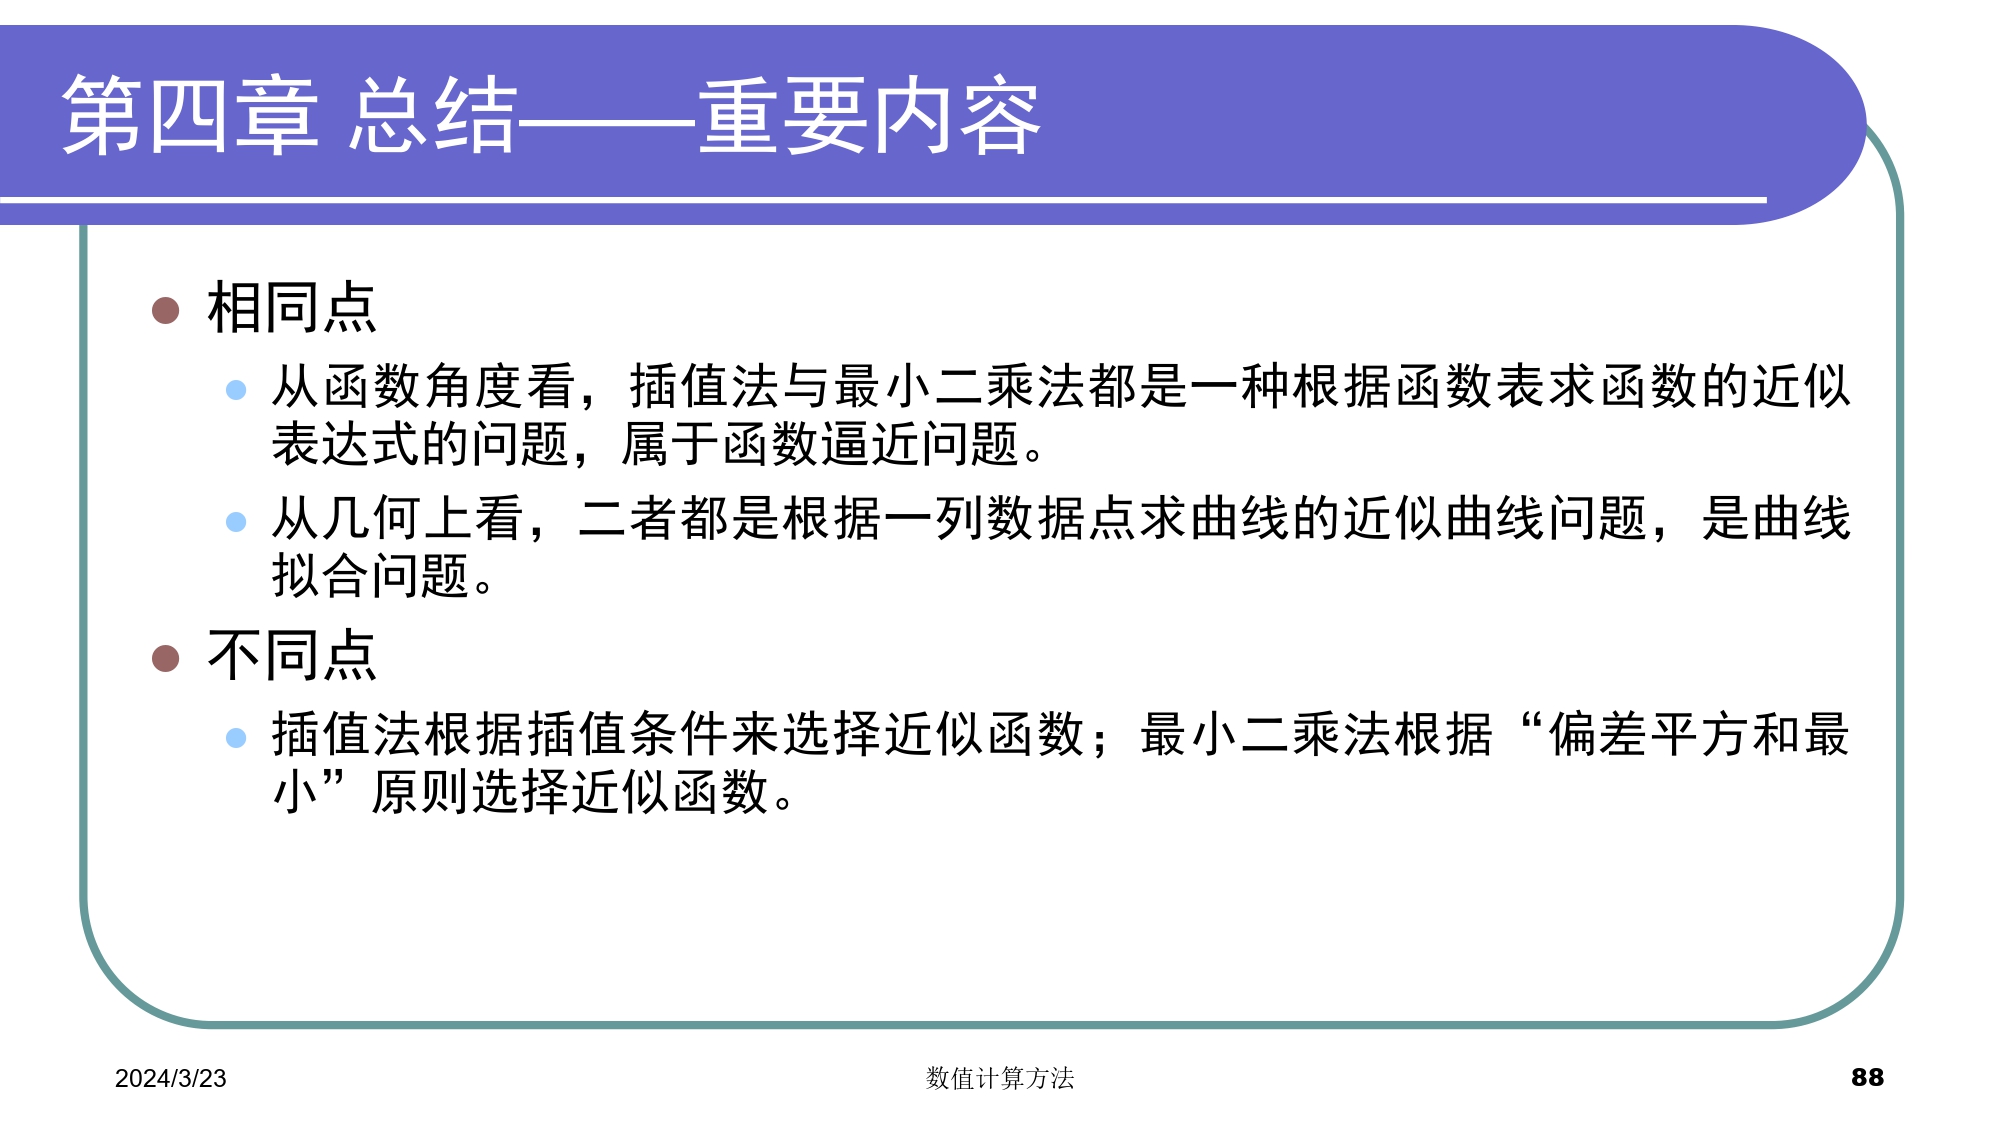 第四章 总结——重要内容
相同点
从函数角度看，插值法与最小二乘法都是一种根据函数表求函数的近似
表达式的问题，属于函数逼近问题。
从几何上看，二者都是根据一列数据点求曲线的近似曲线问题，是曲线
拟合问题。
不同点
插值法根据插值条件来选择近似函数；最小二乘法根据“偏差平方和最
小”原则选择近似函数。
2024/3/23
数值计算方法
88